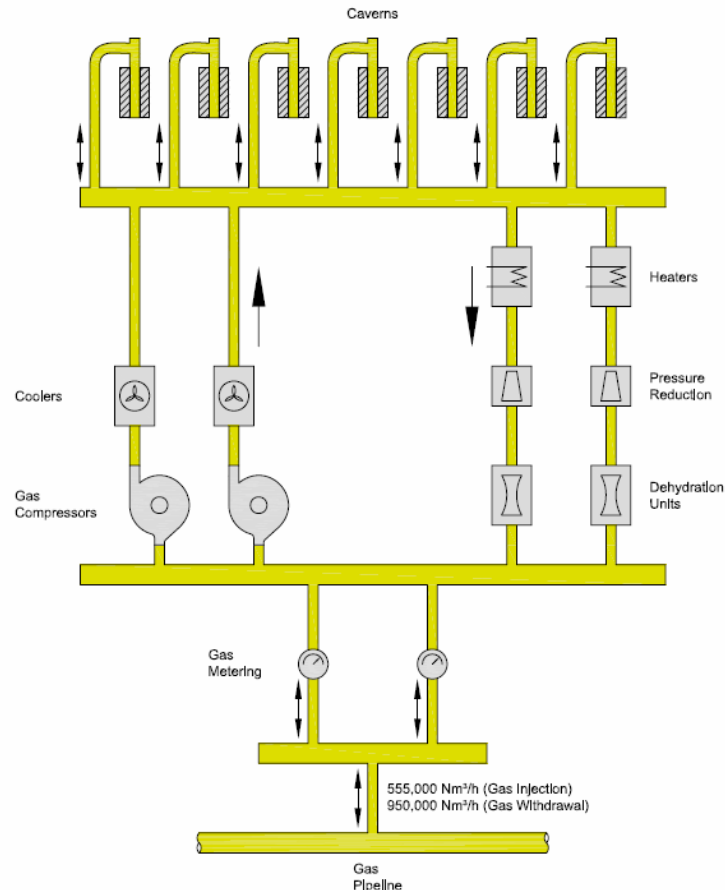 Caverns
Heaters
Coolers
Pressure
Reduction
Gas
Compressors
Dehydration
Units
Gas
Metering
555,000 Nm³/h (Gas Injection)
950,000 Nm³/h (Gas Withdrawal)
Gas
Pipeline